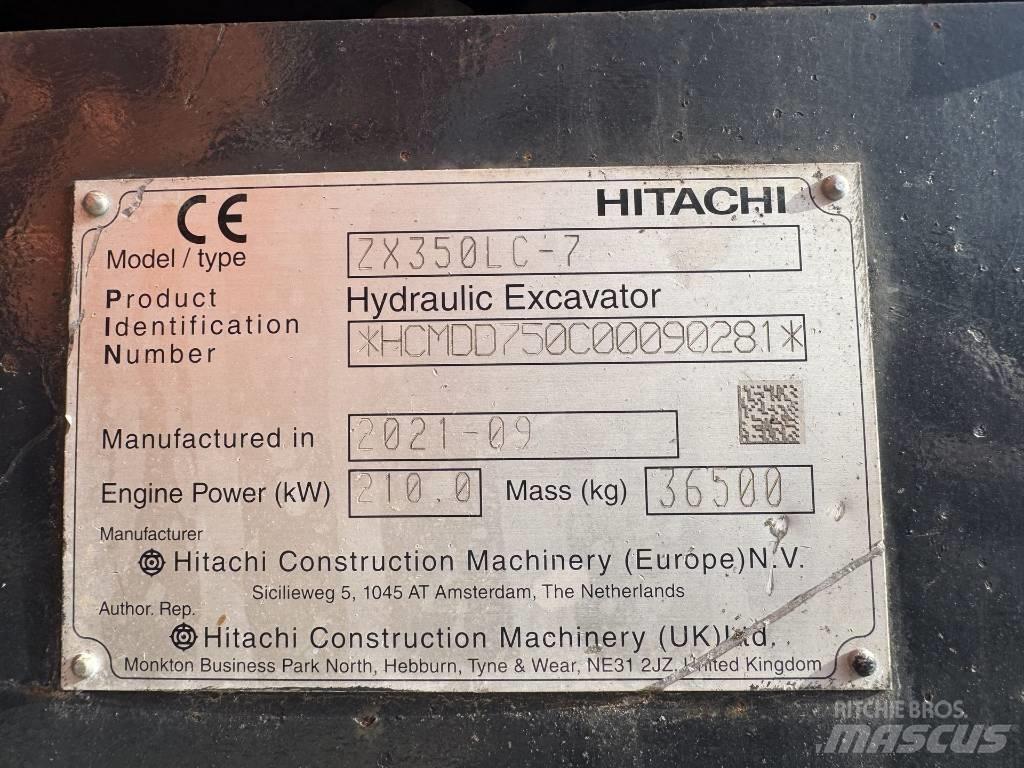 CE HITACHI
Model / type ZX350LC-7
Product Hydraulic Excavator
Identification
Number *HCMDD750C00090281*
Manufactured in 2021-09
Engine Power (kW) 210.0 Mass (kg) 36500
Manufacturer
Hitachi Construction Machinery (Europe)N.V.
Sicilieweg 5, 1045 AT Amsterdam, The Netherlands
Author. Rep.
Hitachi Construction Machinery (UK)Ltd.
Monkton Business Park North, Hebburn, Tyne & Wear, NE31 2JZ, United Kingdom
RITCHIE BROS.
MASCUS